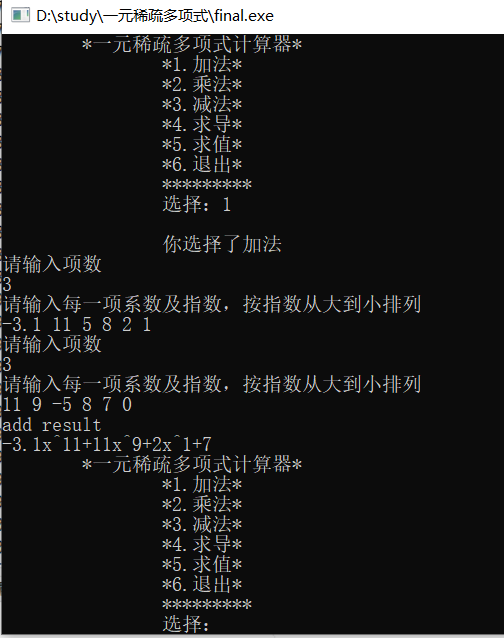 D:\study\一元稀疏多项式\final.exe
*一元稀疏多项式计算器*
*1.加法*
*2.乘法*
*3.减法*
*4.求导*
*5.求值*
*6.退出*
*********
选择: 1
你选择了加法
请输入项数
3
请输入每一项系数及指数，按指数从大到小排列
-3.1 11 5 8 2 1
请输入项数
3
请输入每一项系数及指数，按指数从大到小排列
11 9 -5 8 7 0
add result
-3.1x^11+11x^9+2x^1+7
*一元稀疏多项式计算器*
*1.加法*
*2.乘法*
*3.减法*
*4.求导*
*5.求值*
*6.退出*
*********
选择: